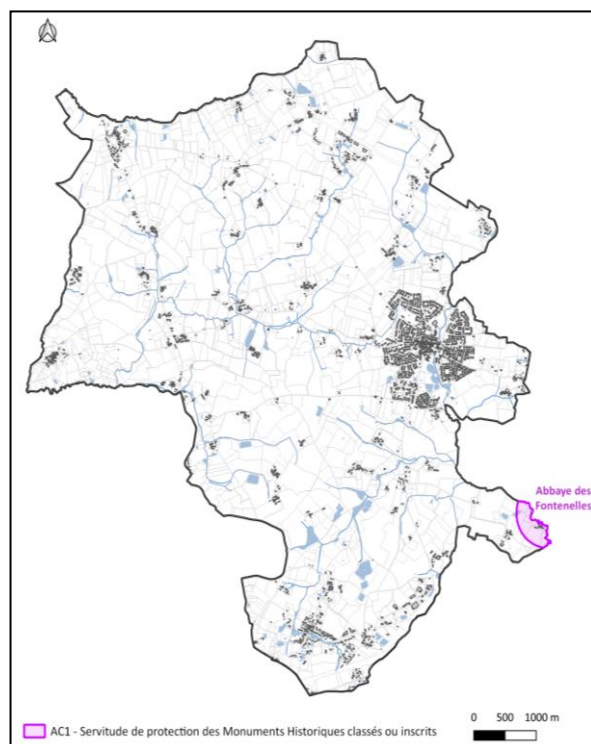 Abbaye des
Fontenelles
AC1 - Servitude de protection des Monuments Historiques classés ou inscrits
0 500 1000 m